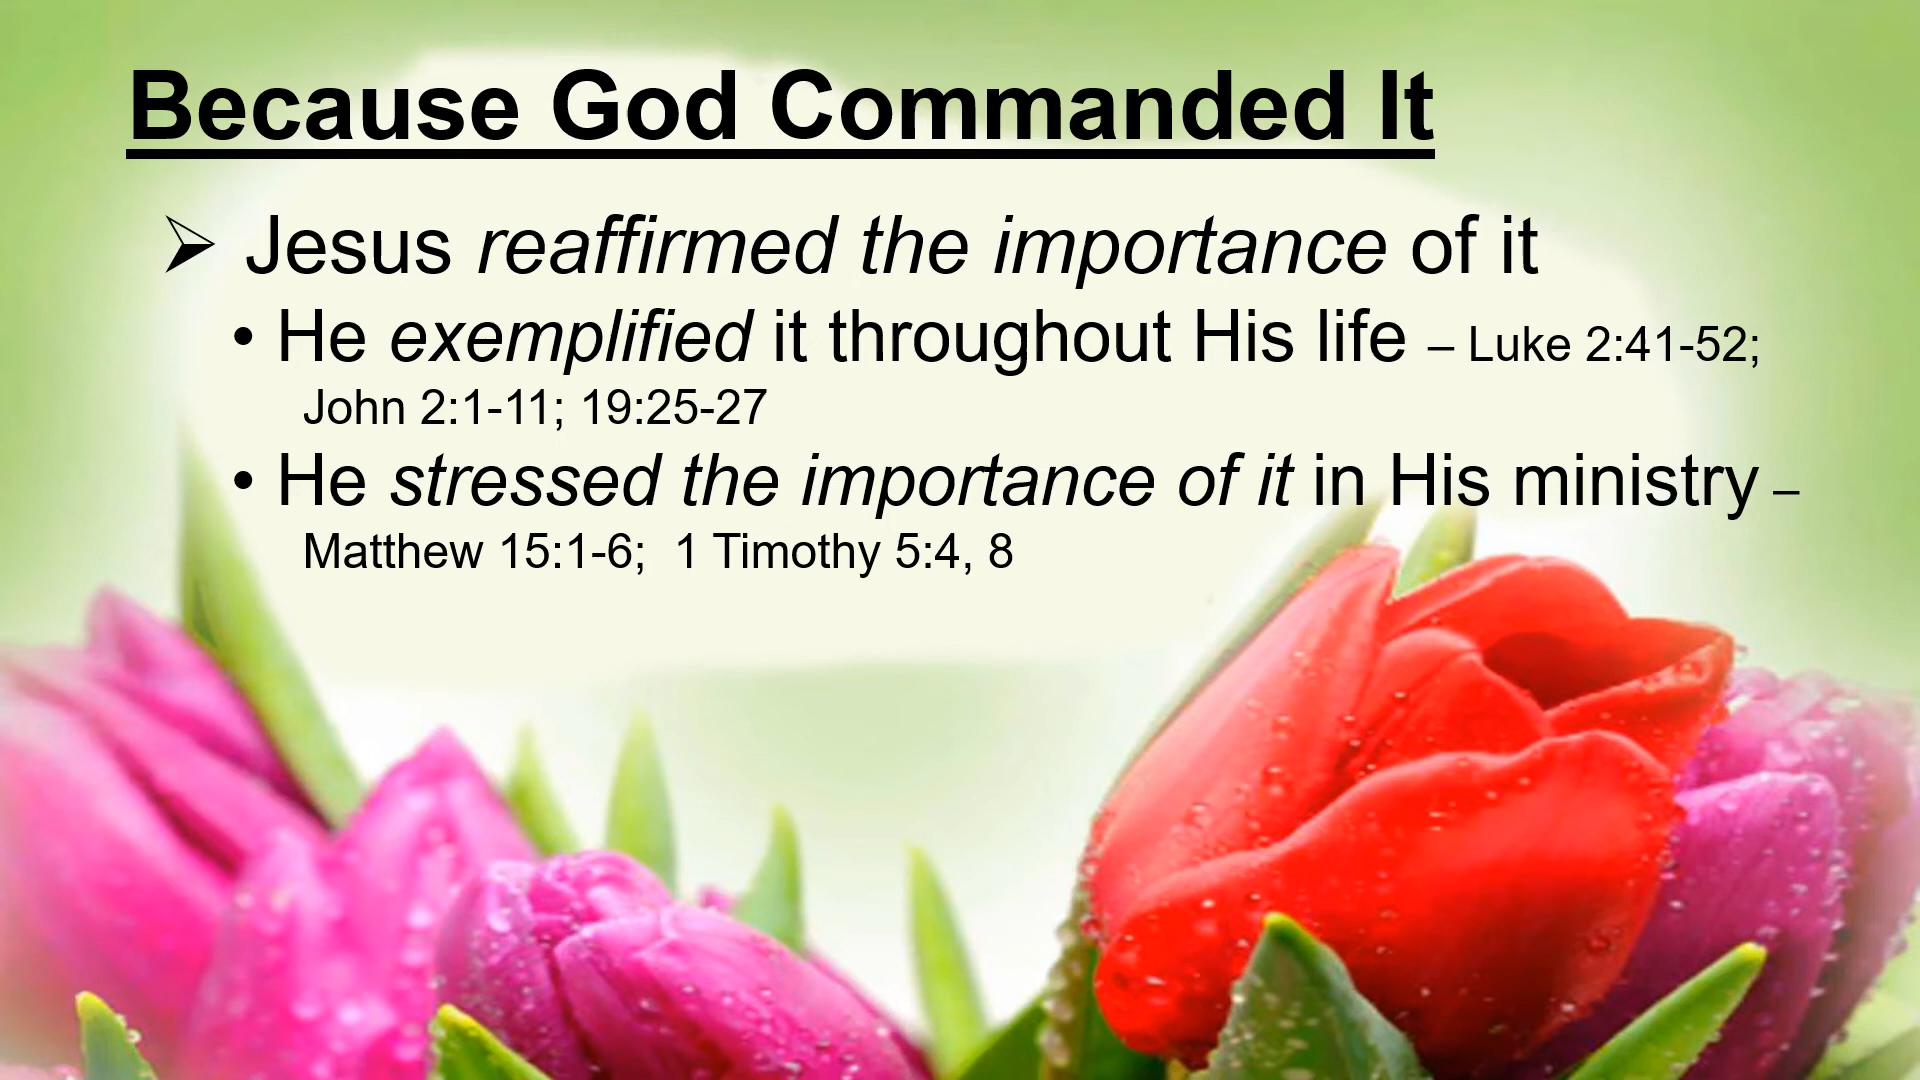 Because God Commanded It
➢ Jesus reaffirmed the importance of it
• He exemplified it throughout His life – Luke 2:41-52;
John 2:1-11; 19:25-27
• He stressed the importance of it in His ministry –
Matthew 15:1-6;  1 Timothy 5:4, 8